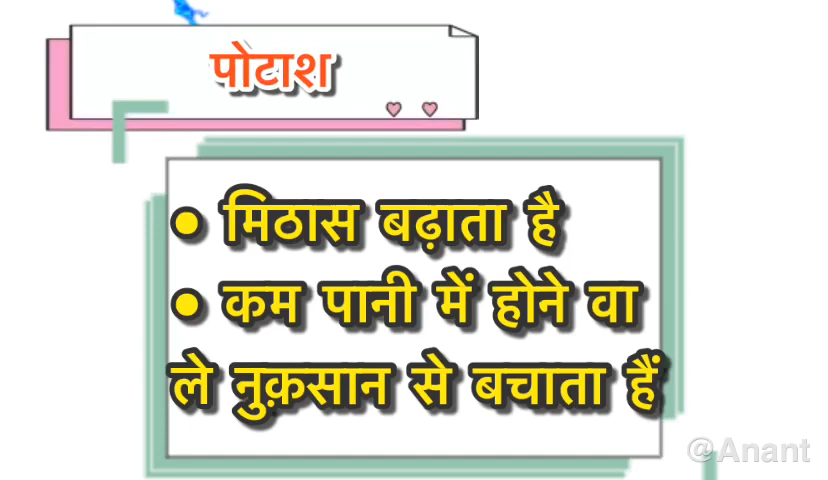 पोटाश
• मिठास बढ़ाता है
• कम पानी में होने वा
ले नुक़सान से बचाता हैं
@Anant